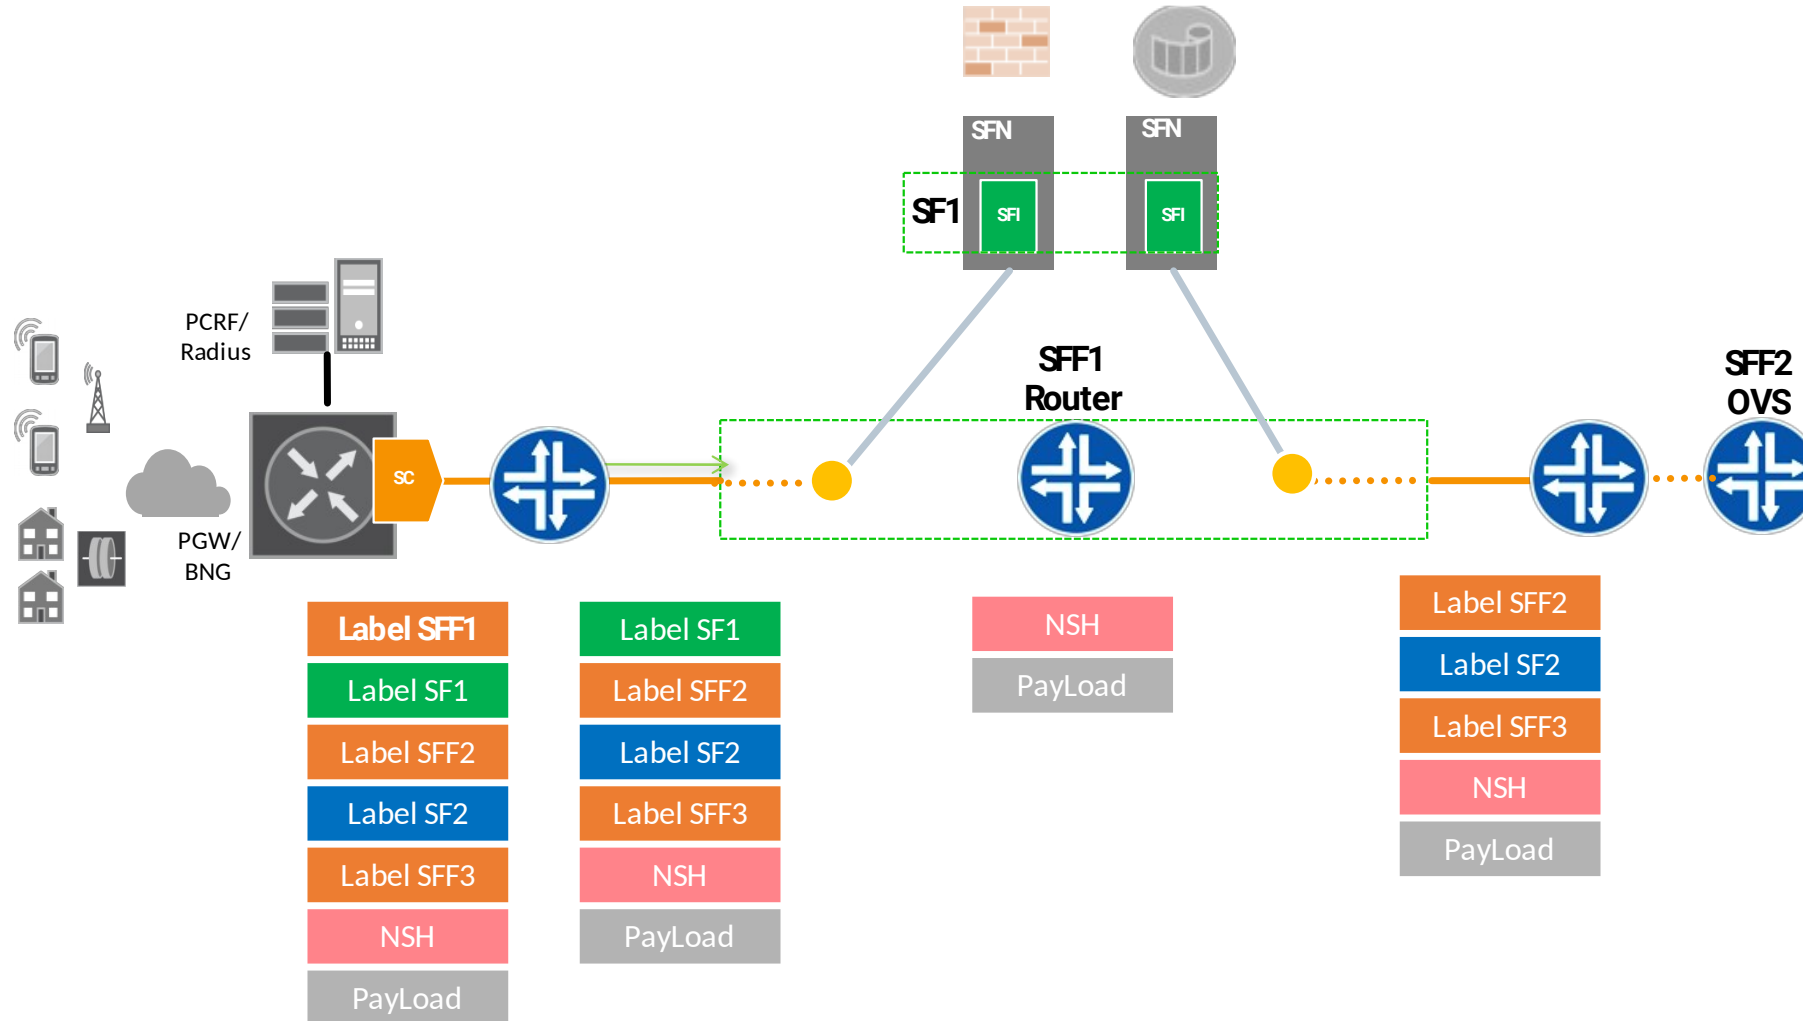 SFN
SFN
SF1
SFI
SFI
PCRF/
Radius
SFF1
Router
SFF2
OVS
SC
PGW/
BNG
Label SFF1
Label SF1
Label SFF2
Label SF2
Label SFF3
NSH
PayLoad
Label SF1
Label SFF2
Label SF2
Label SFF3
NSH
PayLoad
NSH
PayLoad
Label SFF2
Label SF2
Label SFF3
NSH
PayLoad